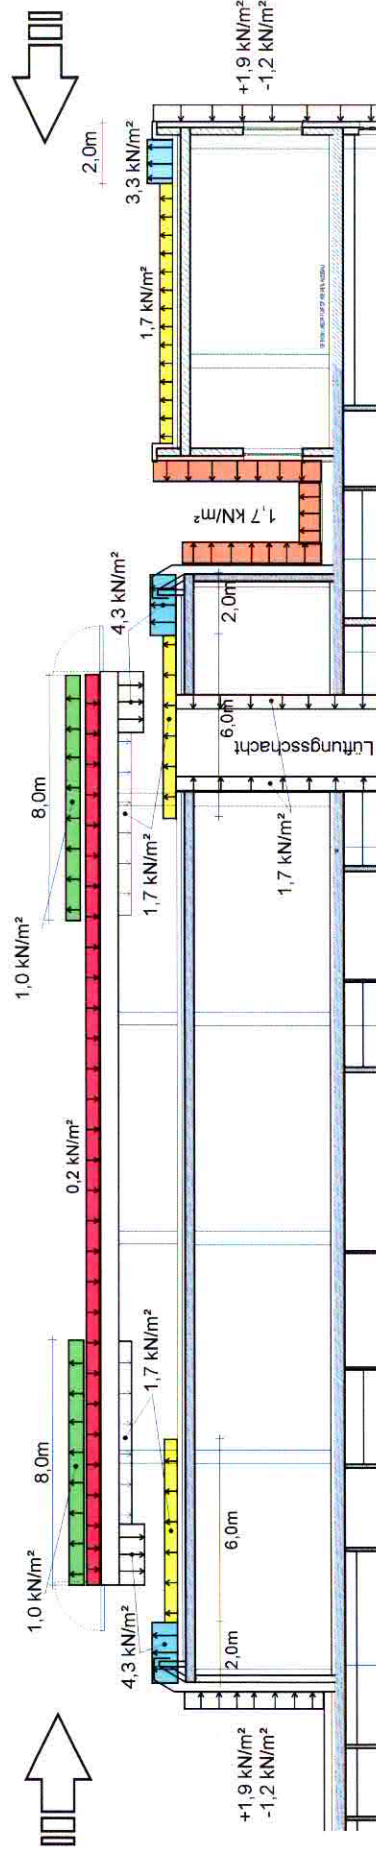 1,0 kN/m²
8,0m
0,2 kN/m²
1,0 kN/m²
8,0m
2,0m
4,3 kN/m²
1,7 kN/m²
1,7 kN/m²
4,3 kN/m²
1,7 kN/m²
3,3 kN/m²
2,0m
6,0m
6,0m
2,0m
1,7 kN/m²
+1,9 kN/m²
-1,2 kN/m²
1,7 kN/m²
Lüftungsschacht
+1,9 kN/m²
-1,2 kN/m²